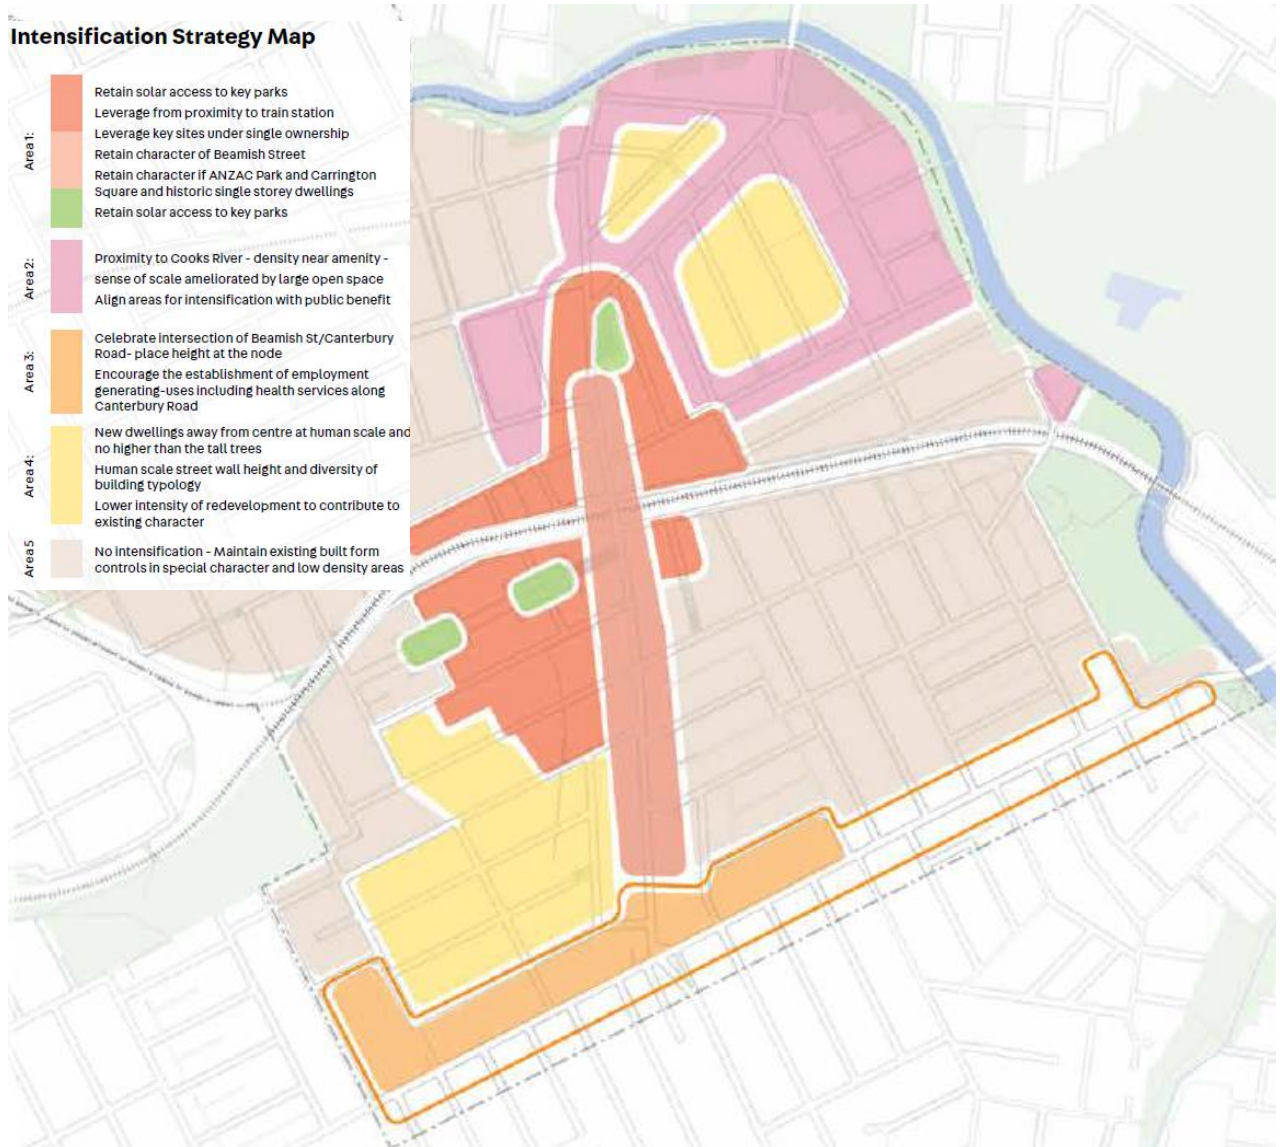 Intensification Strategy Map
Area 1:
Retain solar access to key parks
Leverage from proximity to train station
Leverage key sites under single ownership
Retain character of Beamish Street
Retain character if ANZAC Park and Carrington
Square and historic single storey dwellings
Retain solar access to key parks
Area 2:
Proximity to Cooks River - density near amenity -
sense of scale ameliorated by large open space
Align areas for intensification with public benefit
Area 3:
Celebrate intersection of Beamish St/Canterbury
Road- place height at the node
Encourage the establishment of employment
generating-uses including health services along
Canterbury Road
Area 4:
New dwellings away from centre at human scale and
no higher than the tall trees
Human scale street wall height and diversity of
building typology
Lower intensity of redevelopment to contribute to
existing character
Area 5
No intensification - Maintain existing built form
controls in special character and low density areas